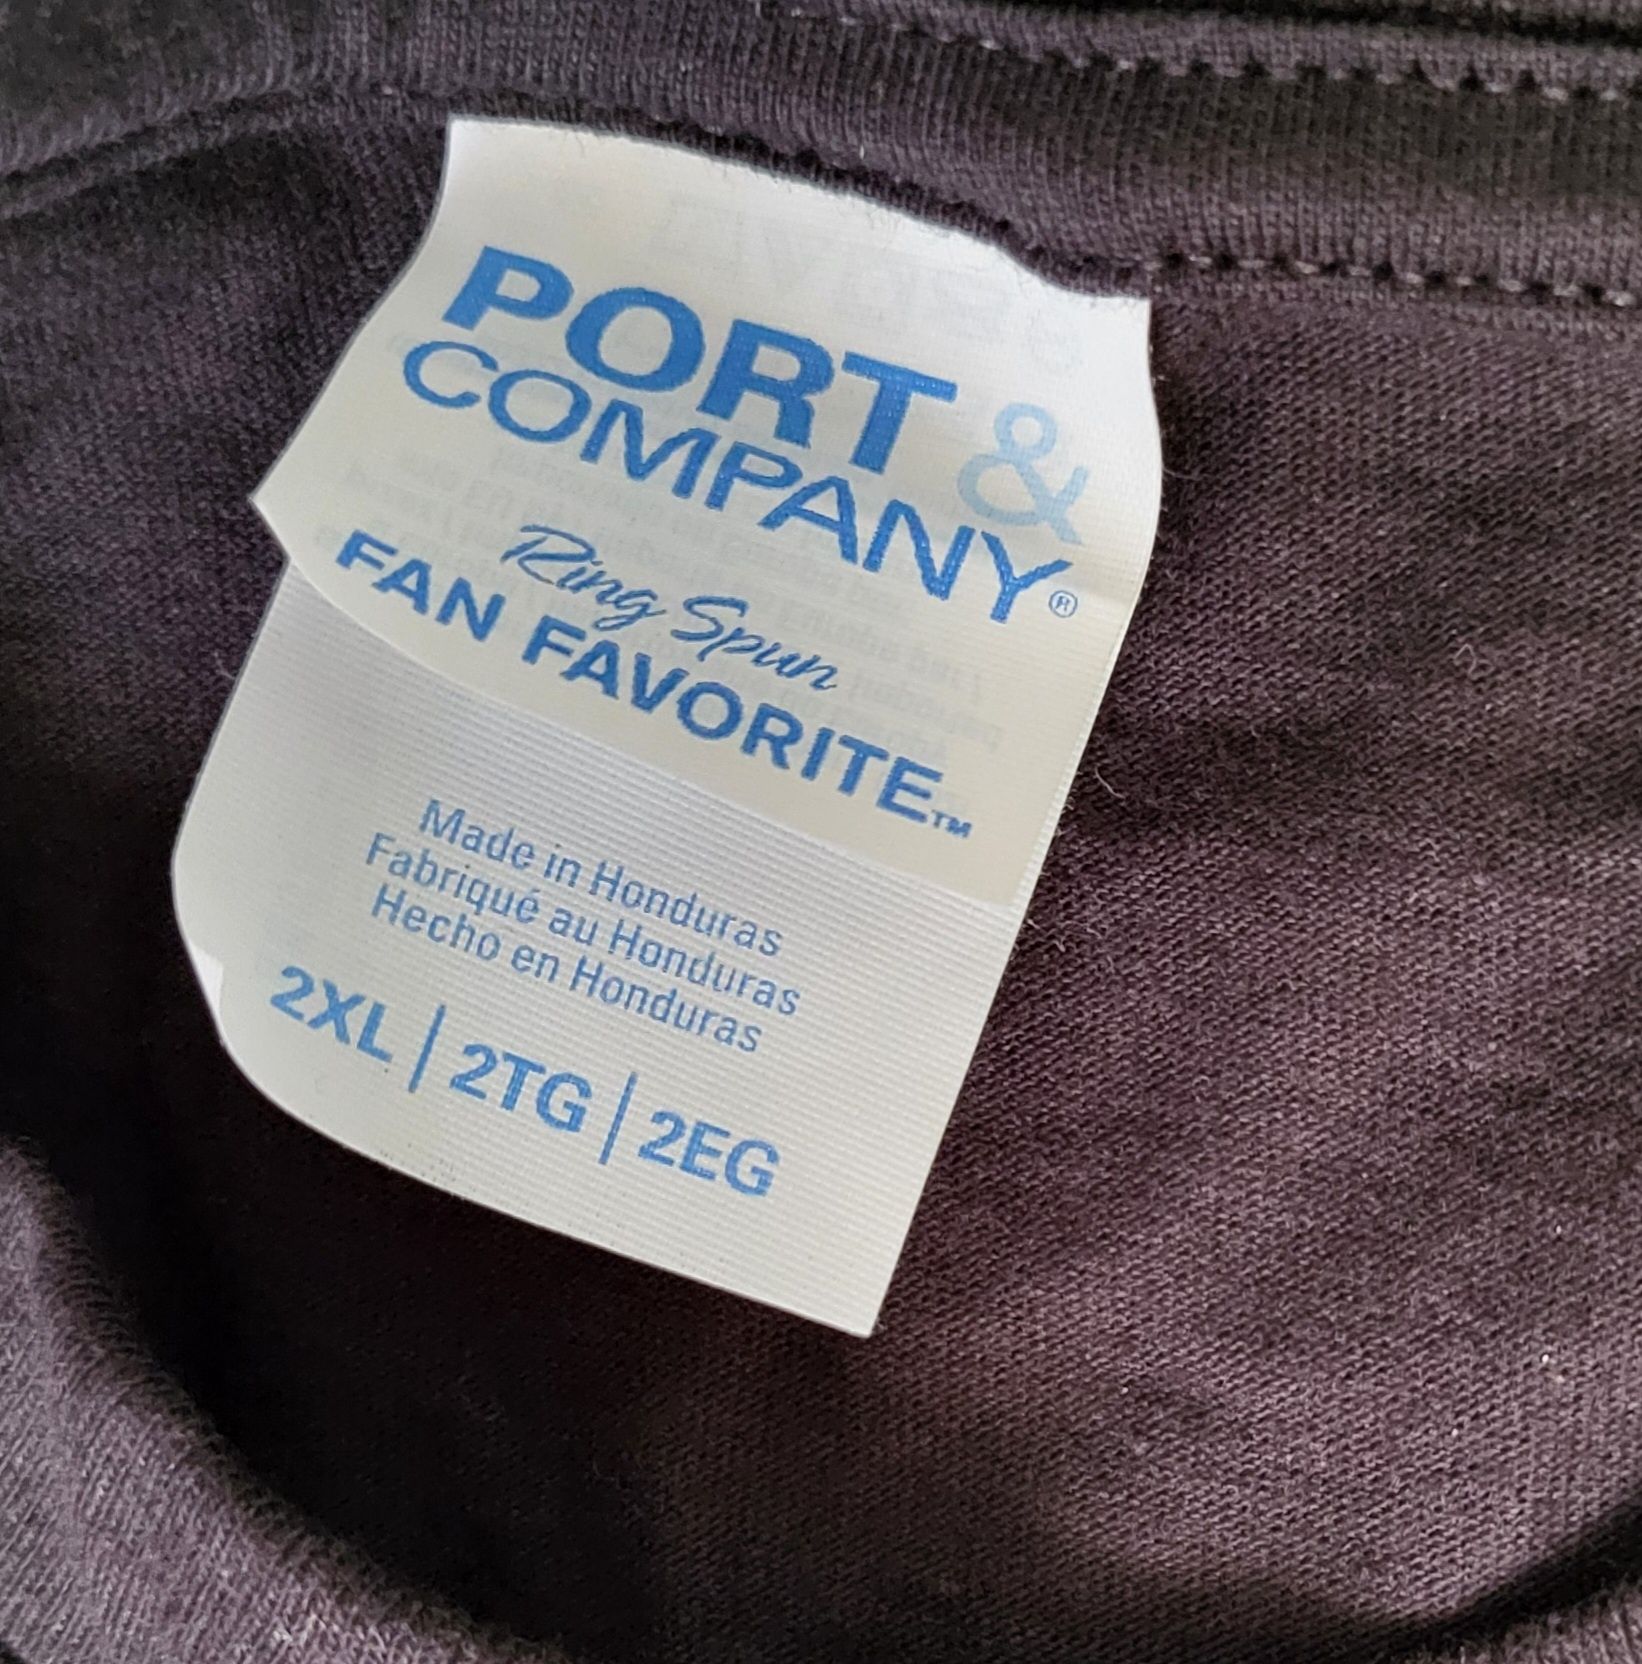 PORT &
COMPANY®
Ring Spun
FAN FAVORITE™
Made in Honduras
Fabriqué au Honduras
Hecho en Honduras
2XL | 2TG | 2EG